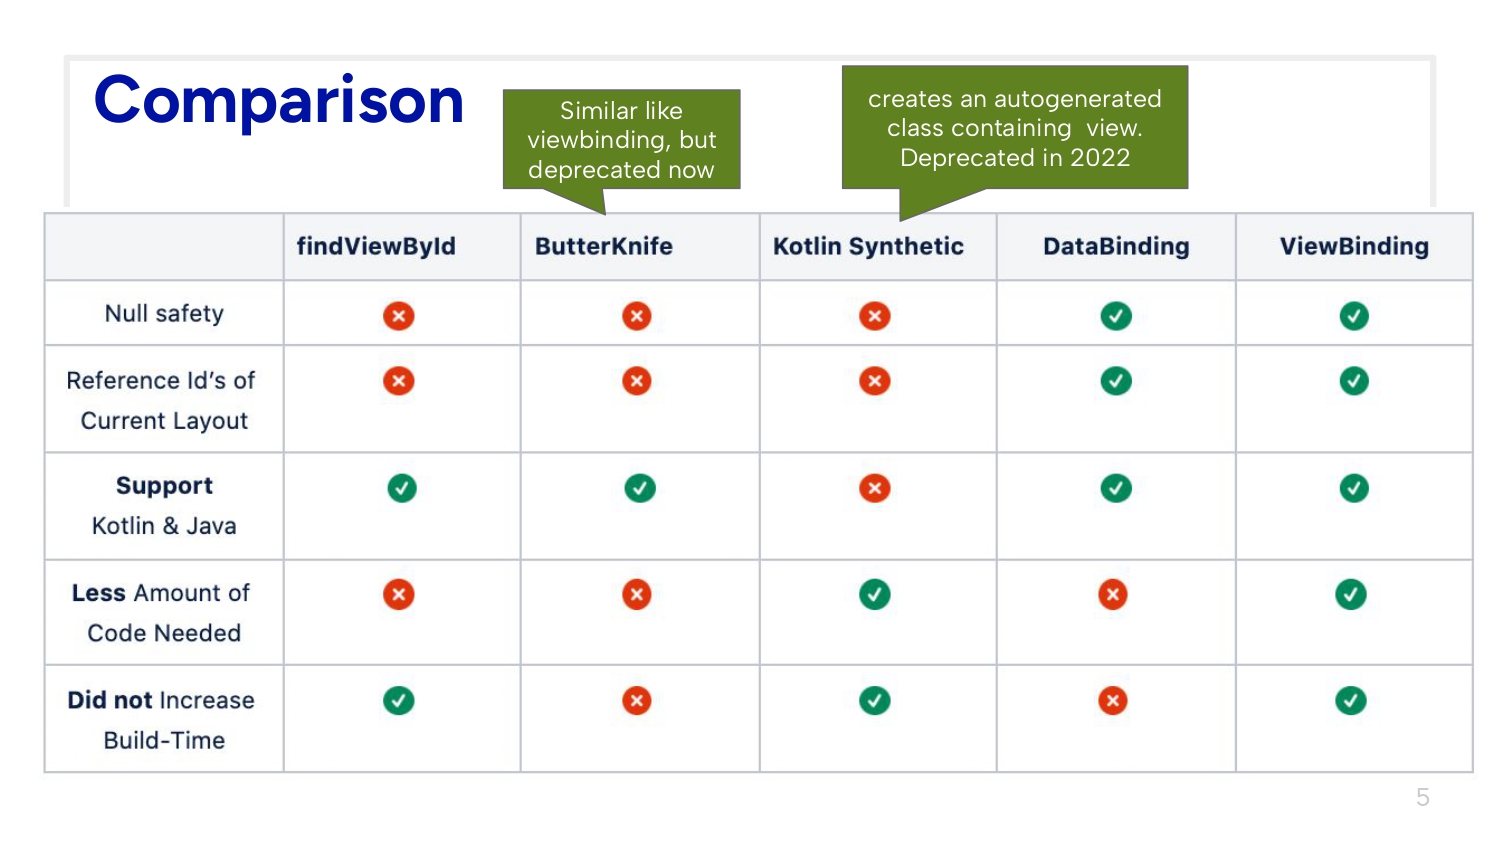 Comparison
Similar like
viewbinding, but
deprecated now
creates an autogenerated
class containing  view.
Deprecated in 2022
findViewById
ButterKnife
Kotlin Synthetic
DataBinding
ViewBinding
Null safety
Reference Id’s of
Current Layout
Support
Kotlin & Java
Less Amount of
Code Needed
Did not Increase
Build-Time
5